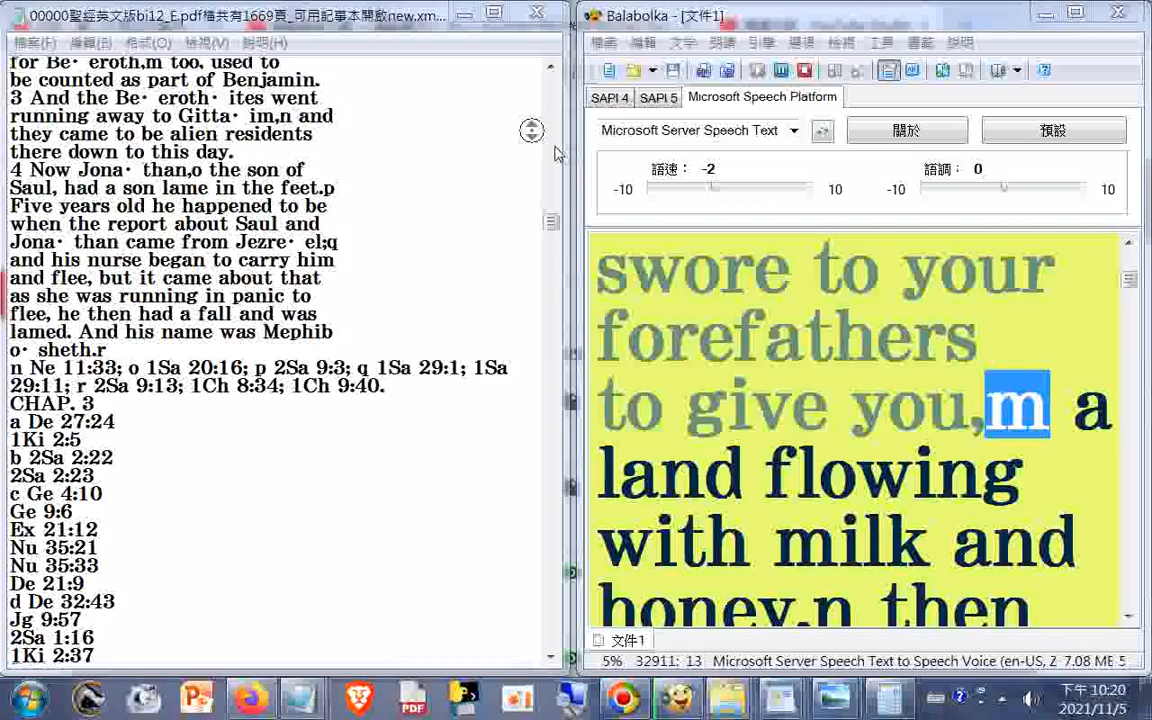 00000聖經英文版bi12_E.pdf檔共有1669頁_可用記事本開啟new.xm...
檔案(F) 編輯(E) 格式(O) 檢視(V) 說明(H)
for Be· eroth,m too, used to
be counted as part of Benjamin.
3 And the Be· eroth· ites went
running away to Gitta· im,n and
they came to be alien residents
there down to this day.
4 Now Jona· than,o the son of
Saul, had a son lame in the feet.p
Five years old he happened to be
when the report about Saul and
Jona· than came from Jezre· el;q
and his nurse began to carry him
and flee, but it came about that
as she was running in panic to
flee, he then had a fall and was
lamed. And his name was Mephib
o· sheth.r
n Ne 11:33; o 1Sa 20:16; p 2Sa 9:3; q 1Sa 29:1; 1Sa
29:11; r 2Sa 9:13; 1Ch 8:34; 1Ch 9:40.
CHAP. 3
a De 27:24
1Ki 2:5
b 2Sa 2:22
2Sa 2:23
c Ge 4:10
Ge 9:6
Ex 21:12
Nu 35:21
Nu 35:33
De 21:9
d De 32:43
Jg 9:57
2Sa 1:16
1Ki 2:37
Balabolka - [文件1]
檔案 編輯 文字 朗讀 引擎 選項 檢視 工具 書籤 說明
SAPI 4 SAPI 5 Microsoft Speech Platform
Microsoft Server Speech Text 關於 預設
語速： -2 語調： 0
-10 10 -10 10
swore to your
forefathers
to give you,m a
land flowing
with milk and
honey,n then
文件1
5% 32911: 13 Microsoft Server Speech Text to Speech Voice (en-US, Z 7.08 MB 5
PDF
下午 10:20
2021/11/5